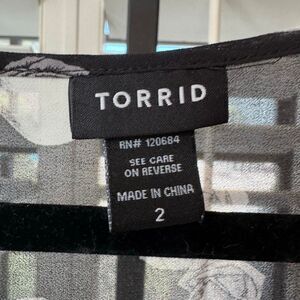 TORRID
RN# 120684
SEE CARE
ON REVERSE
MADE IN CHINA
2